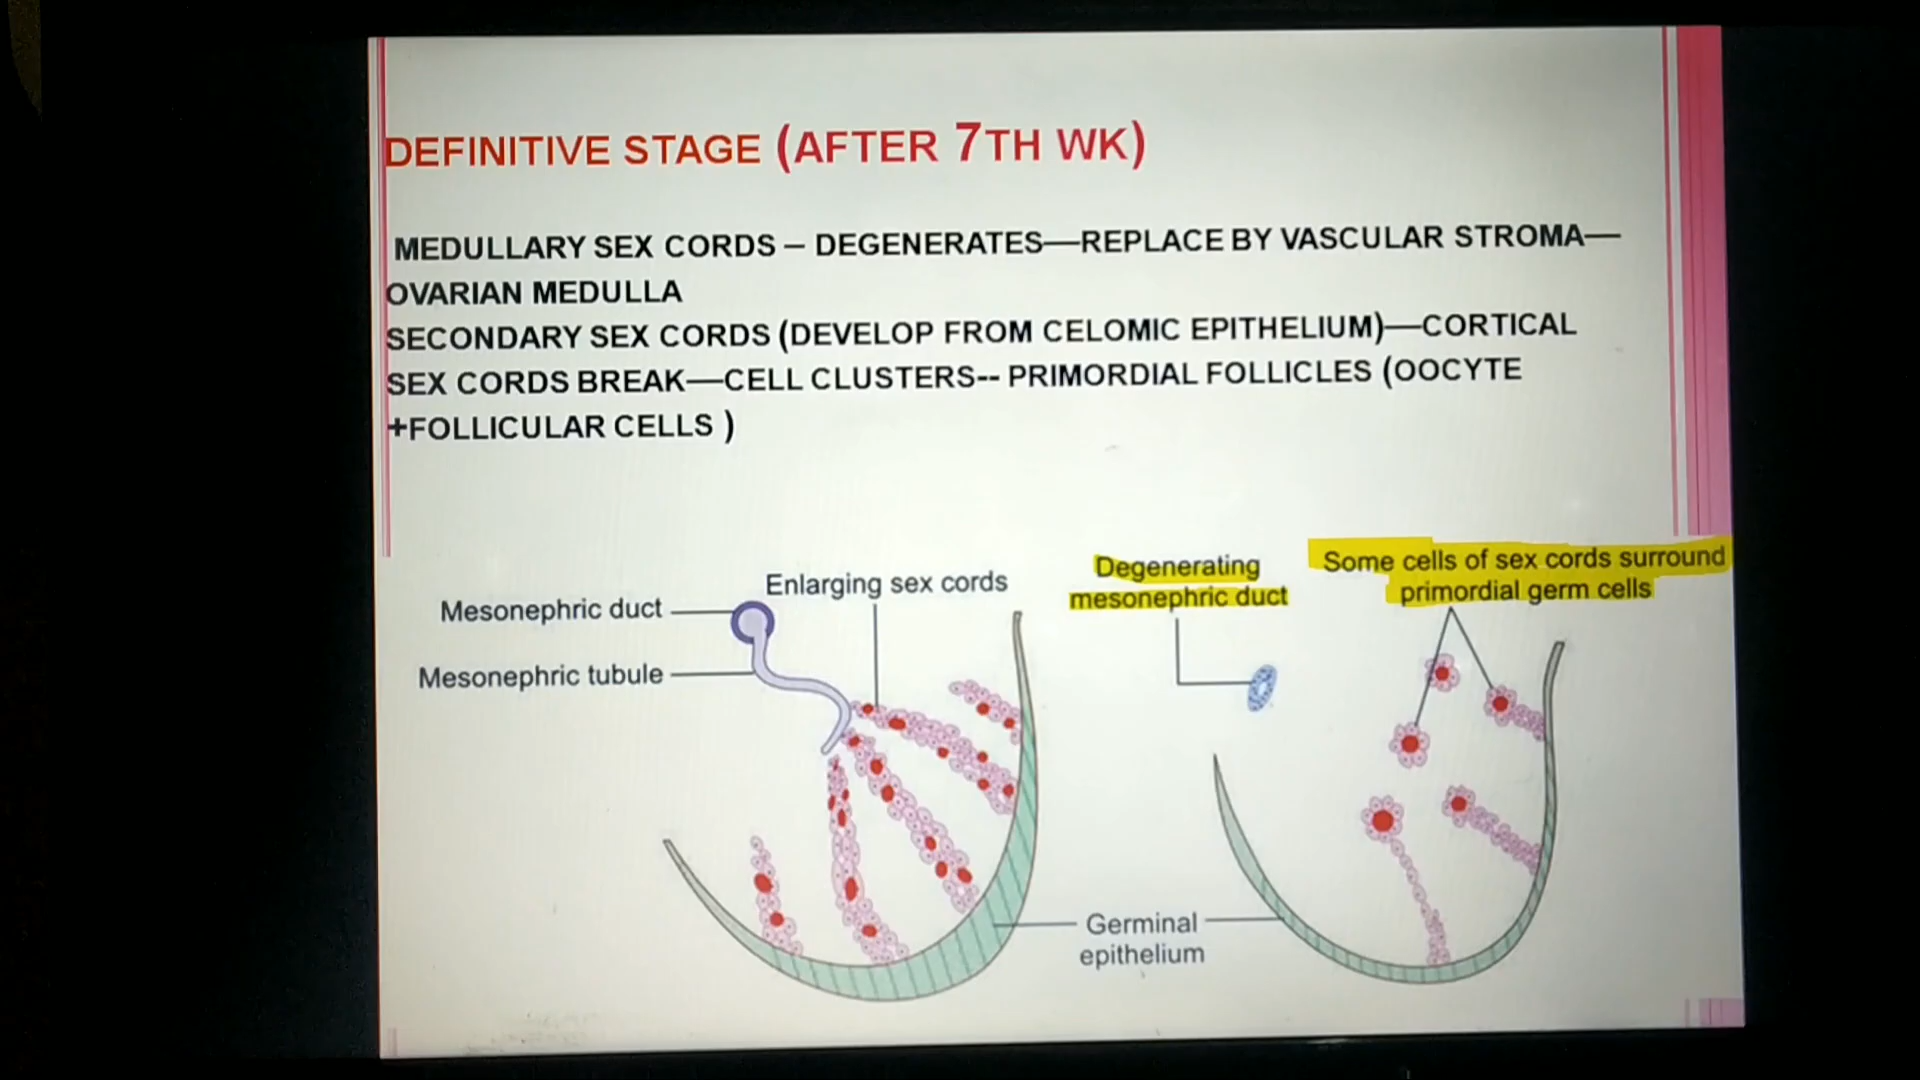 DEFINITIVE STAGE (AFTER 7TH WK)
MEDULLARY SEX CORDS – DEGENERATES—REPLACE BY VASCULAR STROMA—
OVARIAN MEDULLA
SECONDARY SEX CORDS (DEVELOP FROM CELOMIC EPITHELIUM)—CORTICAL
SEX CORDS BREAK—CELL CLUSTERS-- PRIMORDIAL FOLLICLES (OOCYTE
+FOLLICULAR CELLS )
Mesonephric duct
Mesonephric tubule
Enlarging sex cords
Degenerating
mesonephric duct
Some cells of sex cords surround
primordial germ cells
Germinal
epithelium